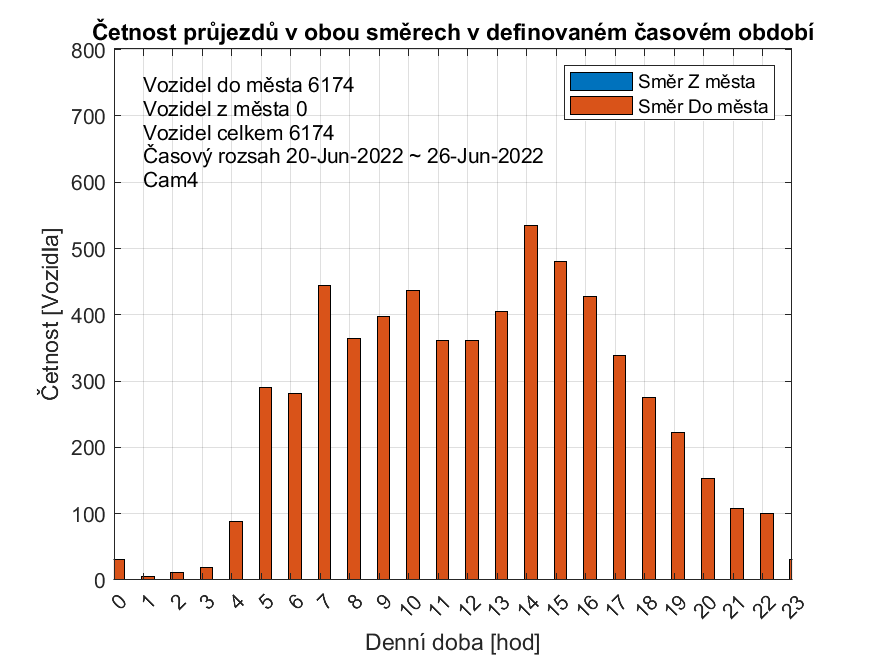 Četnost průjezdů v obou směrech v definovaném časovém období
Vozidel do města 6174
Vozidel z města 0
Vozidel celkem 6174
Časový rozsah 20-Jun-2022 ~ 26-Jun-2022
Cam4
Směr Z města
Směr Do města
Četnost [Vozidla]
800
700
600
500
400
300
200
100
0
0 1 2 3 4 5 6 7 8 9 10 11 12 13 14 15 16 17 18 19 20 21 22 23
Denní doba [hod]